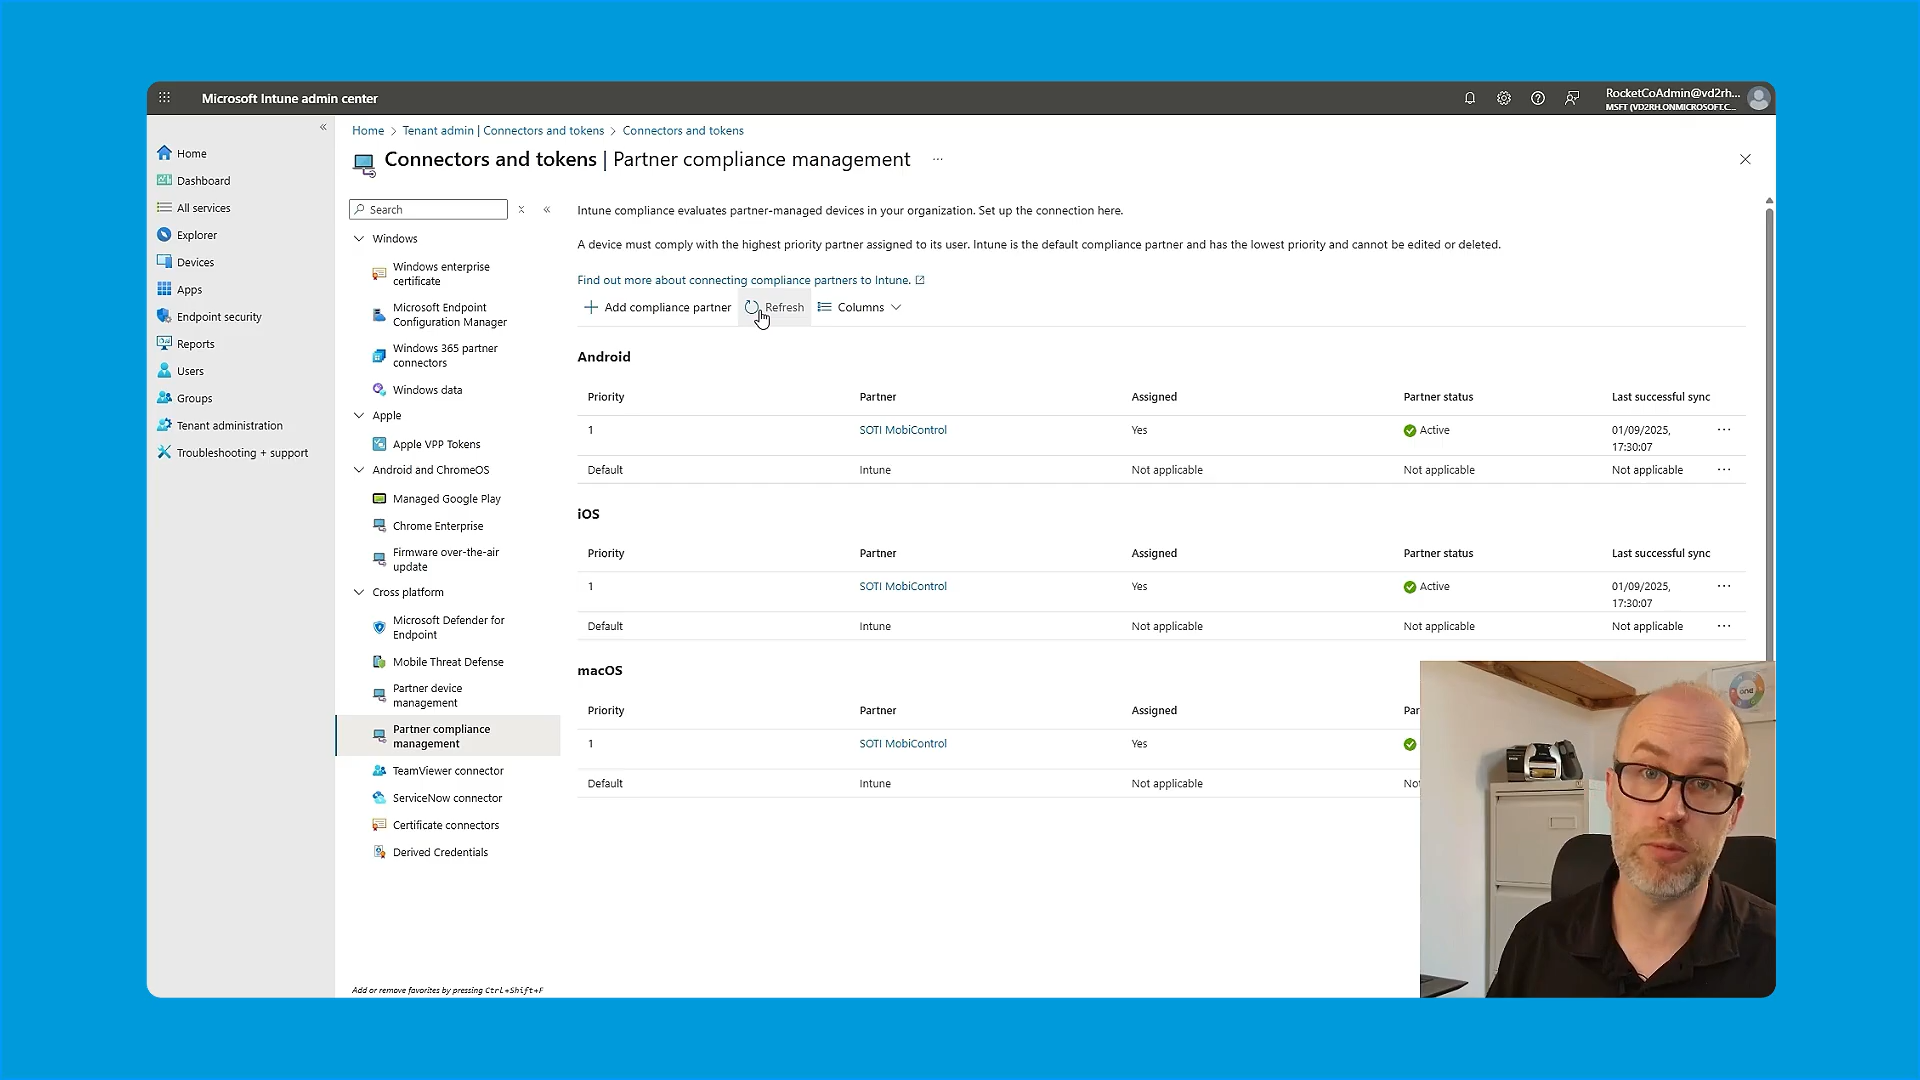 Microsoft Intune admin center
RocketCoAdmin@vd2rh...
MSFT (VD2RH.ONMICROSOFT.C...
Home
Dashboard
All services
Explorer
Devices
Apps
Endpoint security
Reports
Users
Groups
Tenant administration
Troubleshooting + support
Home > Tenant admin | Connectors and tokens > Connectors and tokens
Connectors and tokens | Partner compliance management ...
Search
Windows
Windows enterprise
certificate
Microsoft Endpoint
Configuration Manager
Windows 365 partner
connectors
Windows data
Apple
Apple VPP Tokens
Android and ChromeOS
Managed Google Play
Chrome Enterprise
Firmware over-the-air
update
Cross platform
Microsoft Defender for
Endpoint
Mobile Threat Defense
Partner device
management
Partner compliance
management
TeamViewer connector
ServiceNow connector
Certificate connectors
Derived Credentials
Add or remove favorites by pressing Ctrl+Shift+F
Intune compliance evaluates partner-managed devices in your organization. Set up the connection here.
A device must comply with the highest priority partner assigned to its user. Intune is the default compliance partner and has the lowest priority and cannot be edited or deleted.
Find out more about connecting compliance partners to Intune.
Add compliance partner Refresh Columns
Android
Priority Partner Assigned Partner status Last successful sync
1 SOTI MobiControl Yes Active 01/09/2025,
17:30:07 ...
Default Intune Not applicable Not applicable Not applicable ...
iOS
Priority Partner Assigned Partner status Last successful sync
1 SOTI MobiControl Yes Active 01/09/2025,
17:30:07 ...
Default Intune Not applicable Not applicable Not applicable ...
macOS
Priority Partner Assigned Par
1 SOTI MobiControl Yes
Default Intune Not applicable No
one